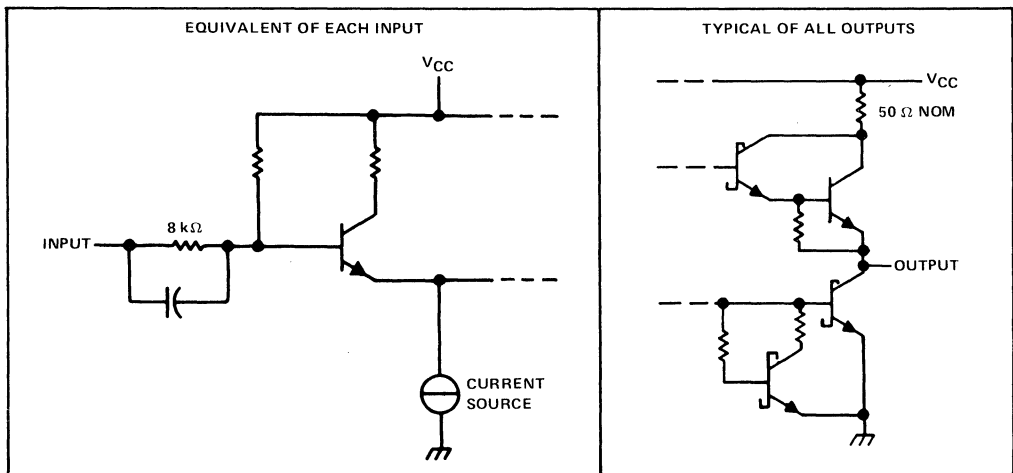 EQUIVALENT OF EACH INPUT
VCC
8 kΩ
INPUT
CURRENT
SOURCE
TYPICAL OF ALL OUTPUTS
VCC
50 Ω NOM
OUTPUT